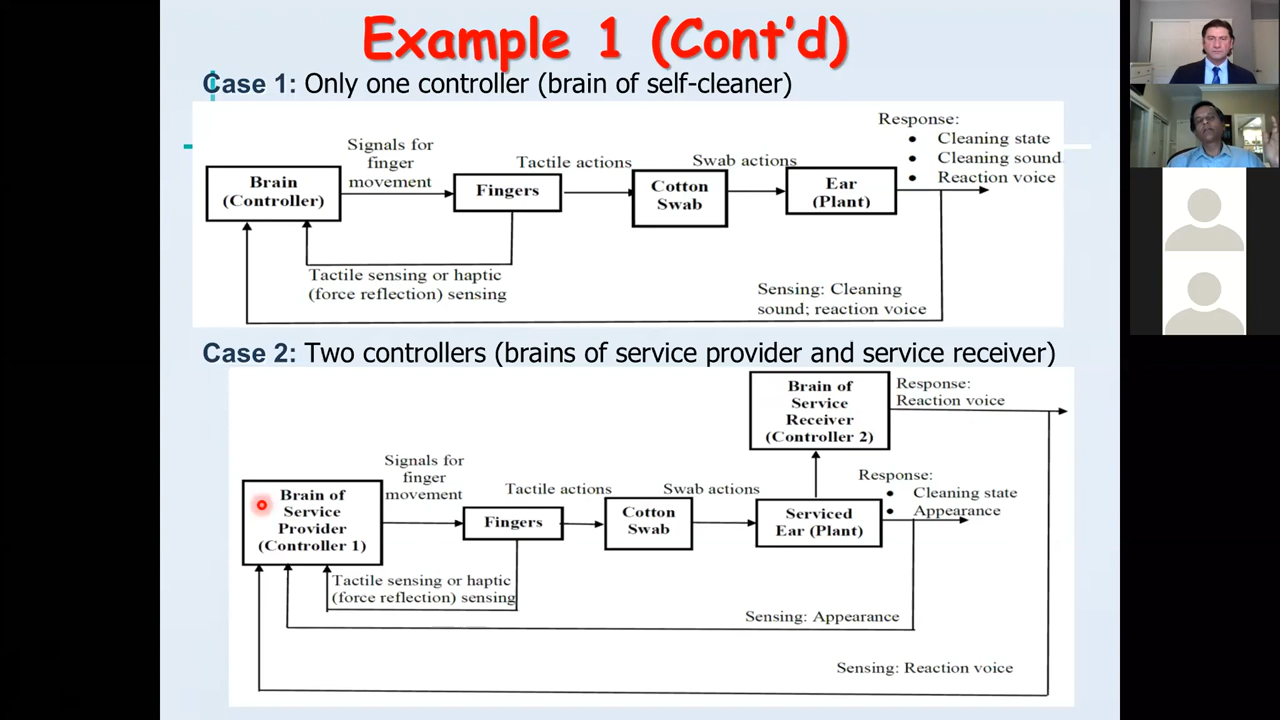 Example 1 (Cont'd)
Case 1: Only one controller (brain of self-cleaner)
Response:
• Cleaning state
• Cleaning sound
• Reaction voice
Signals for
finger
movement
Tactile actions
Swab actions
Brain
(Controller)
Fingers
Cotton
Swab
Ear
(Plant)
Tactile sensing or haptic
(force reflection) sensing
Sensing: Cleaning
sound; reaction voice
Case 2: Two controllers (brains of service provider and service receiver)
Brain of
Service
Receiver
(Controller 2)
Response:
Reaction voice
Signals for
finger
movement
Tactile actions
Swab actions
Response:
• Cleaning state
• Appearance
Brain of
Service
Provider
(Controller 1)
Fingers
Cotton
Swab
Serviced
Ear (Plant)
Tactile sensing or haptic
(force reflection) sensing
Sensing: Appearance
Sensing: Reaction voice